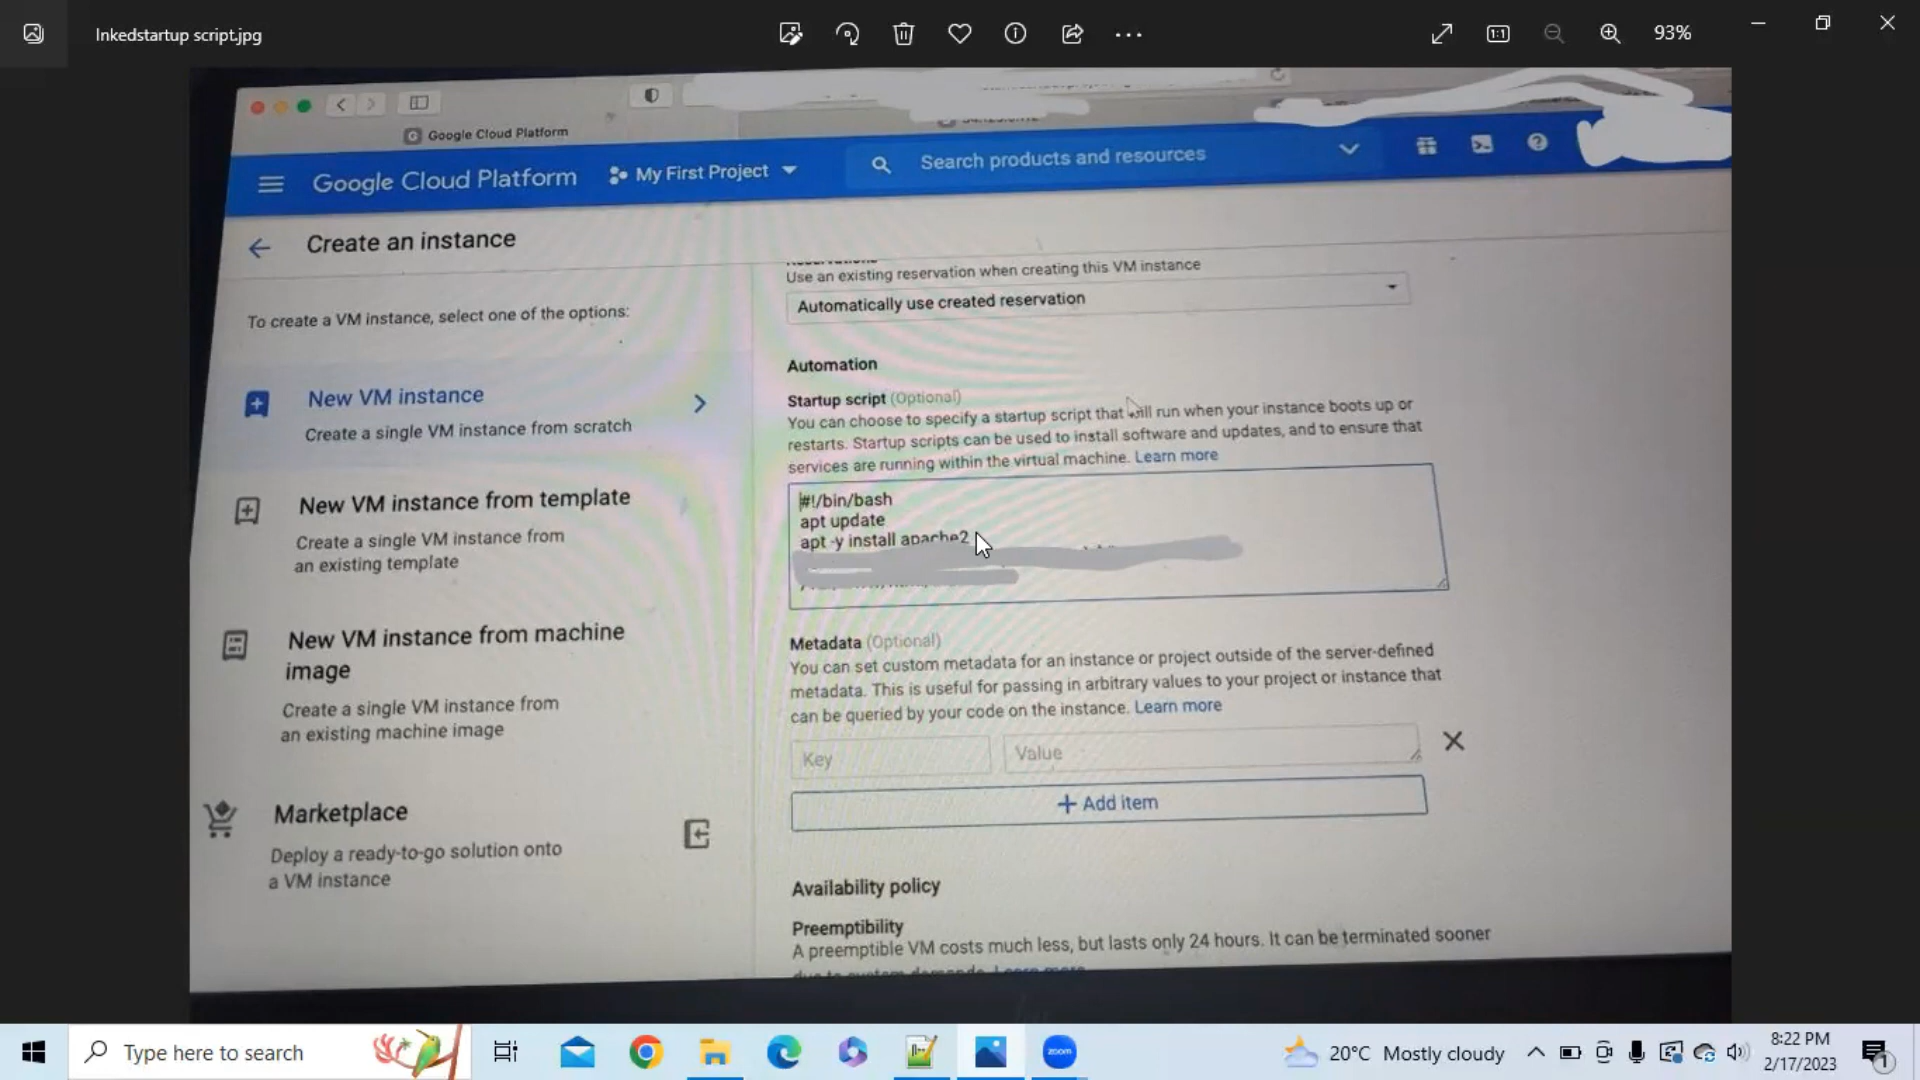 Inkedstartup script.jpg
93%
Google Cloud Platform
Google Cloud Platform
My First Project
Search products and resources
Create an instance
To create a VM instance, select one of the options:
New VM instance
Create a single VM instance from scratch
New VM instance from template
Create a single VM instance from
an existing template
New VM instance from machine
image
Create a single VM instance from
an existing machine image
Marketplace
Deploy a ready-to-go solution onto
a VM instance
Use an existing reservation when creating this VM instance
Automatically use created reservation
Automation
Startup script (Optional)
You can choose to specify a startup script that will run when your instance boots up or
restarts. Startup scripts can be used to install software and updates, and to ensure that
services are running within the virtual machine. Learn more
#!/bin/bash
apt update
apt -y install apache2
Metadata (Optional)
You can set custom metadata for an instance or project outside of the server-defined
metadata. This is useful for passing in arbitrary values to your project or instance that
can be queried by your code on the instance. Learn more
Key
Value
+ Add item
Availability policy
Preemptibility
A preemptible VM costs much less, but lasts only 24 hours. It can be terminated sooner
Learn more
Type here to search
zoom
20°C Mostly cloudy
8:22 PM
2/17/2023
1